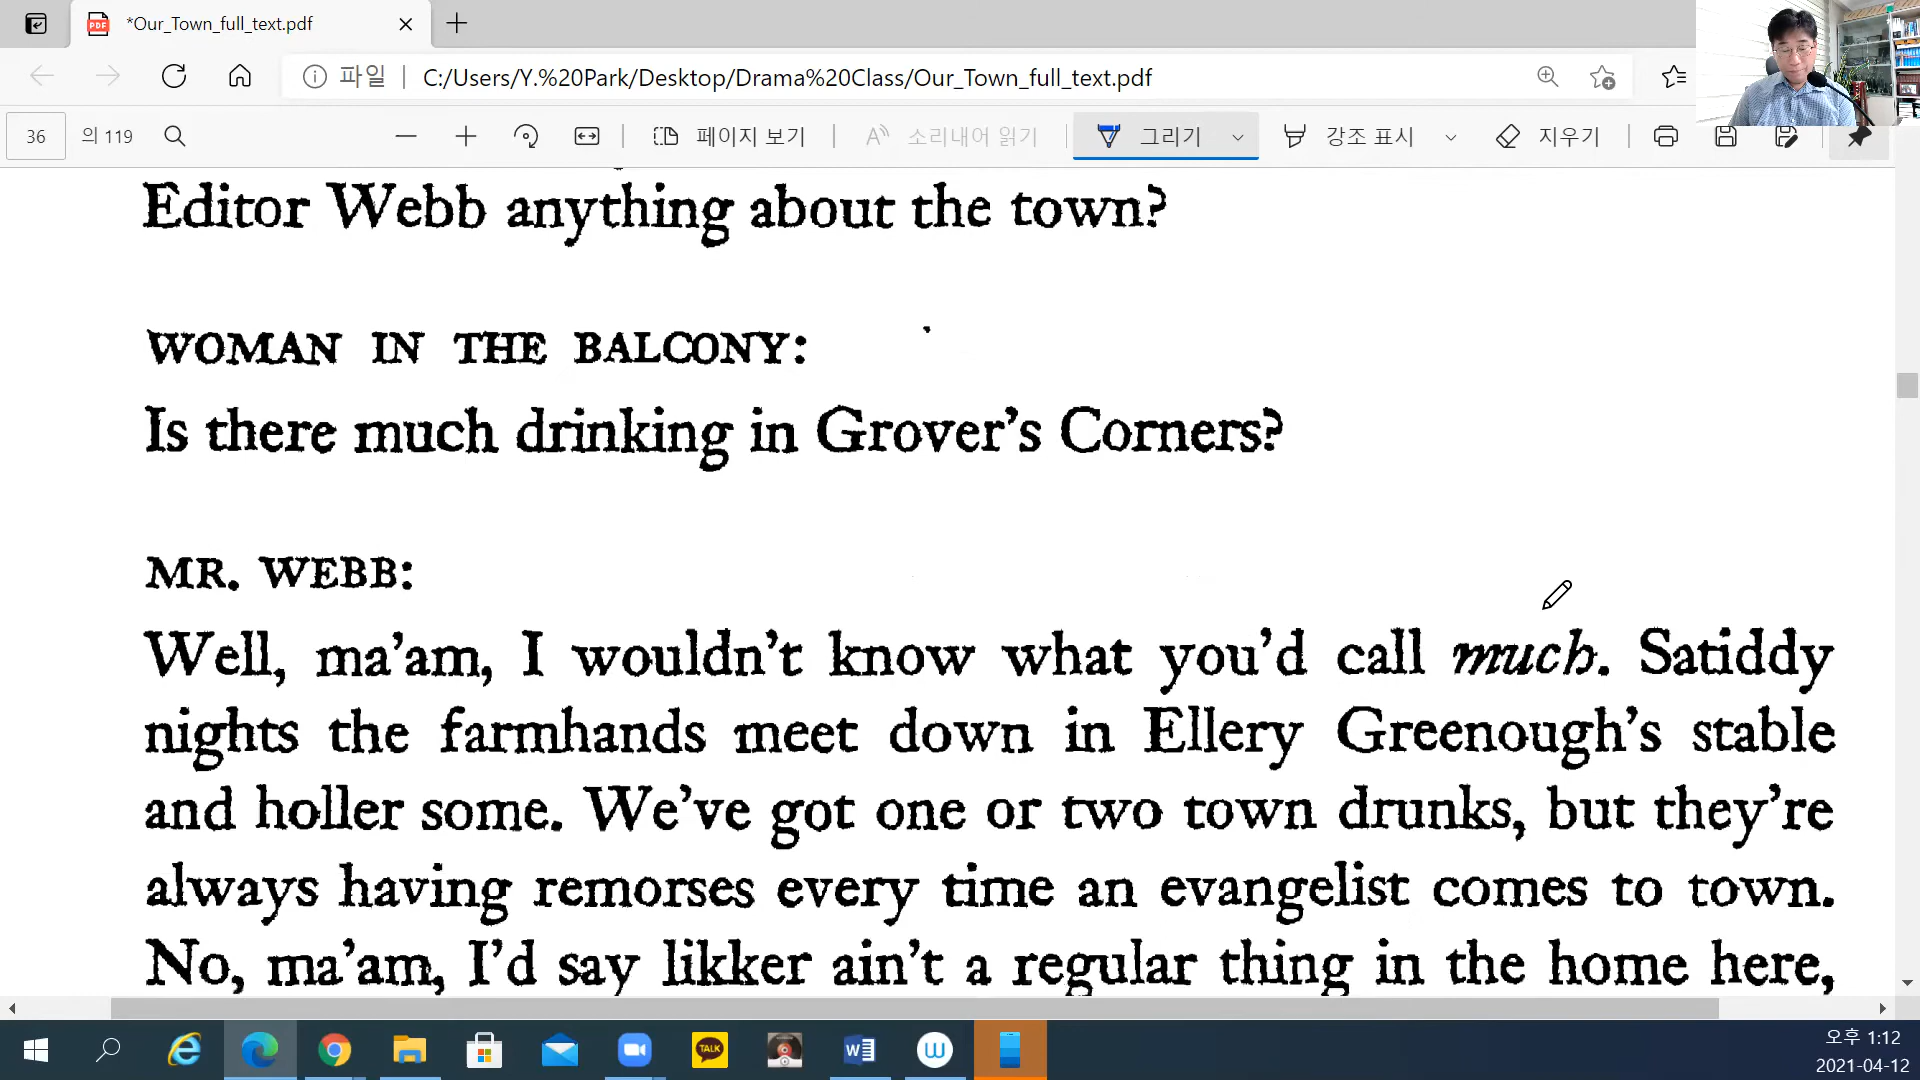 *Our_Town_full_text.pdf
파일 | C:/Users/Y.%20Park/Desktop/Drama%20Class/Our_Town_full_text.pdf
36 의 119 페이지 보기 소리내어 읽기 그리기 강조 표시 지우기
Editor Webb anything about the town?
WOMAN IN THE BALCONY:
Is there much drinking in Grover's Corners?
MR. WEBB:
Well, ma'am, I wouldn't know what you'd call much. Satiddy
nights the farmhands meet down in Ellery Greenough's stable
and holler some. We've got one or two town drunks, but they're
always having remorses every time an evangelist comes to town.
No, ma'am, I'd say likker ain't a regular thing in the home here,
TALK
오후 1:12
2021-04-12